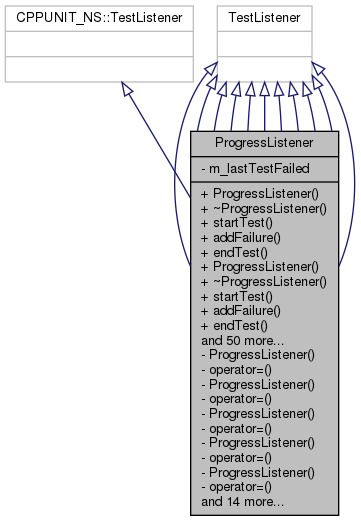 CPPUNIT_NS::TestListener
TestListener
ProgressListener
- m_lastTestFailed
+ ProgressListener()
+ ~ProgressListener()
+ startTest()
+ addFailure()
+ endTest()
+ ProgressListener()
+ ~ProgressListener()
+ startTest()
+ addFailure()
+ endTest()
and 50 more...
- ProgressListener()
- operator=()
- ProgressListener()
- operator=()
- ProgressListener()
- operator=()
- ProgressListener()
- operator=()
- ProgressListener()
- operator=()
and 14 more...